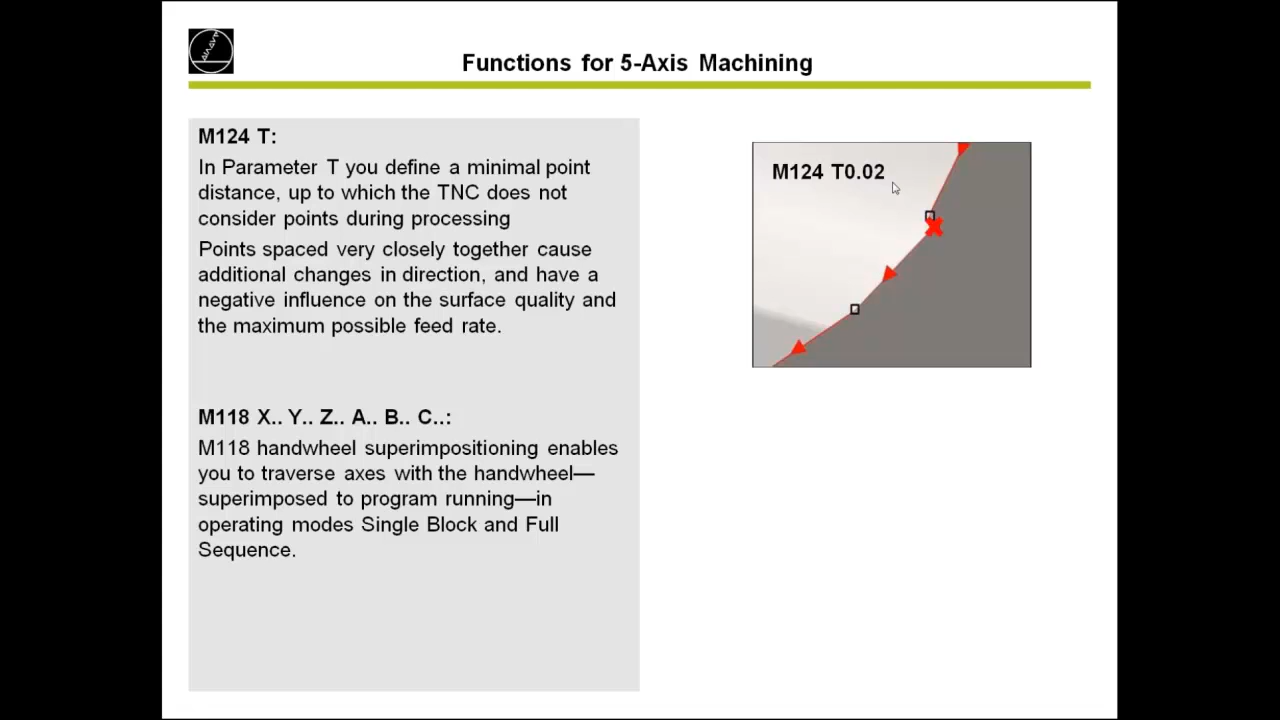 Functions for 5-Axis Machining
M124 T:
In Parameter T you define a minimal point
distance, up to which the TNC does not
consider points during processing
Points spaced very closely together cause
additional changes in direction, and have a
negative influence on the surface quality and
the maximum possible feed rate.
M118 X.. Y.. Z.. A.. B.. C..:
M118 handwheel superimpositioning enables
you to traverse axes with the handwheel—
superimposed to program running—in
operating modes Single Block and Full
Sequence.
M124 T0.02